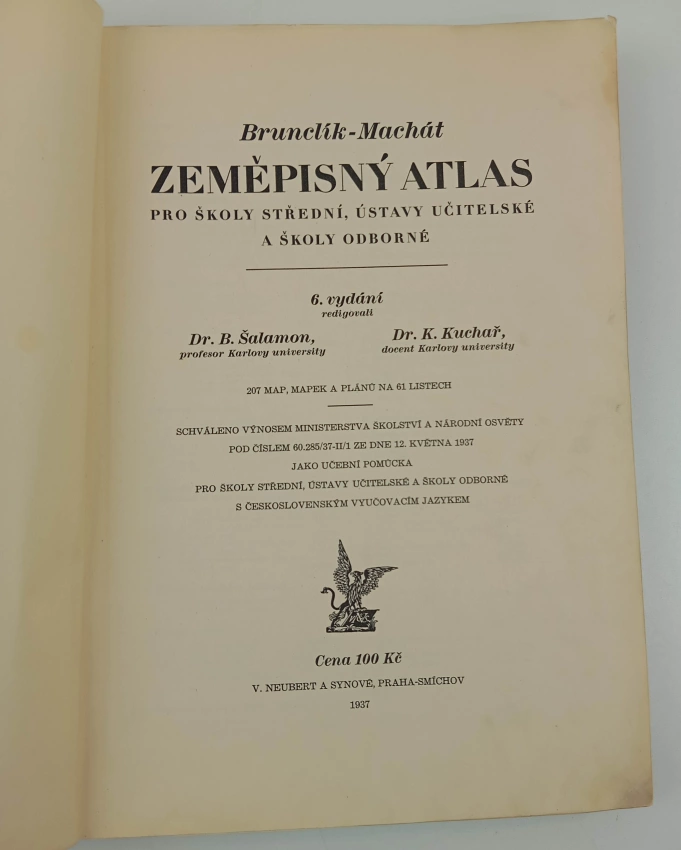 Brunclík-Machát
ZEMĚPISNÝ ATLAS
PRO ŠKOLY STŘEDNÍ, ÚSTAVY UČITELSKÉ
A ŠKOLY ODBORNÉ
6. vydání
redigovali
Dr. B. Šalamon,
profesor Karlovy university
Dr. K. Kuchař,
docent Karlovy university
207 MAP, MAPEK A PLÁNŮ NA 61 LISTECH
SCHVÁLENO VÝNOSEM MINISTERSTVA ŠKOLSTVÍ A NÁRODNÍ OSVĚTY
POD ČÍSLEM 60.285/37-II/1 ZE DNE 12. KVĚTNA 1937
JAKO UČEBNÍ POMŮCKA
PRO ŠKOLY STŘEDNÍ, ÚSTAVY UČITELSKÉ A ŠKOLY ODBORNÉ
S ČESKOSLOVENSKÝM VYUČOVACÍM JAZYKEM
Cena 100 Kč
V. NEUBERT A SYNOVÉ, PRAHA-SMÍCHOV
1937